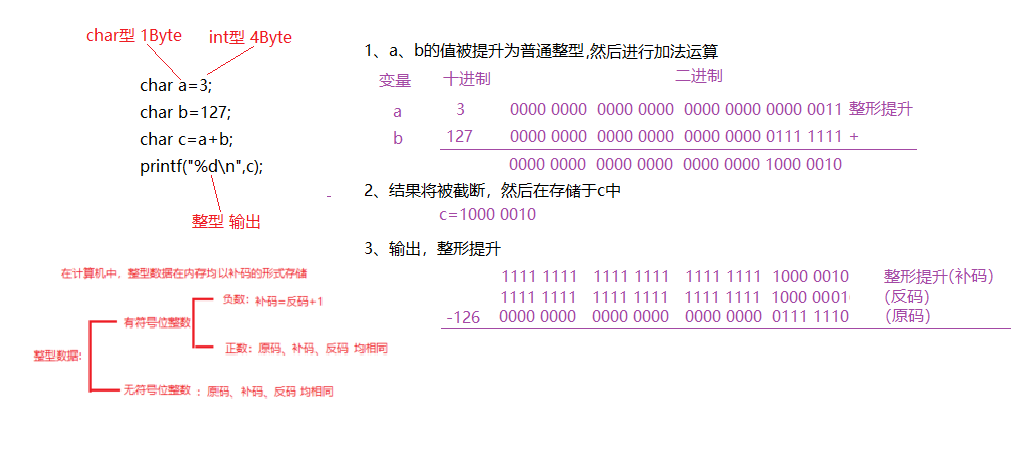 char型 1Byte
int型 4Byte
char a=3;
char b=127;
char c=a+b;
printf("%d\n",c);
整型 输出
1、a、b的值被提升为普通整型,然后进行加法运算
变量 十进制 二进制
a 3 0000 0000 0000 0000 0000 0000 0000 0011 整形提升
b 127 0000 0000 0000 0000 0000 0000 0111 1111 +
0000 0000 0000 0000 0000 0000 1000 0010
-
2、结果将被截断，然后在存储于c中
c=1000 0010
3、输出，整形提升
1111 1111 1111 1111 1111 1111 1000 0010 整形提升(补码)
1111 1111 1111 1111 1111 1111 1000 0001 (反码)
-126 0000 0000 0000 0000 0000 0000 0111 1110 (原码)
在计算机中，整型数据在内存均以补码的形式存储
整型数据:
有符号位整数
负数：补码=反码+1
正数：原码、补码、反码 均相同
无符号位整数 ：原码、补码、反码 均相同